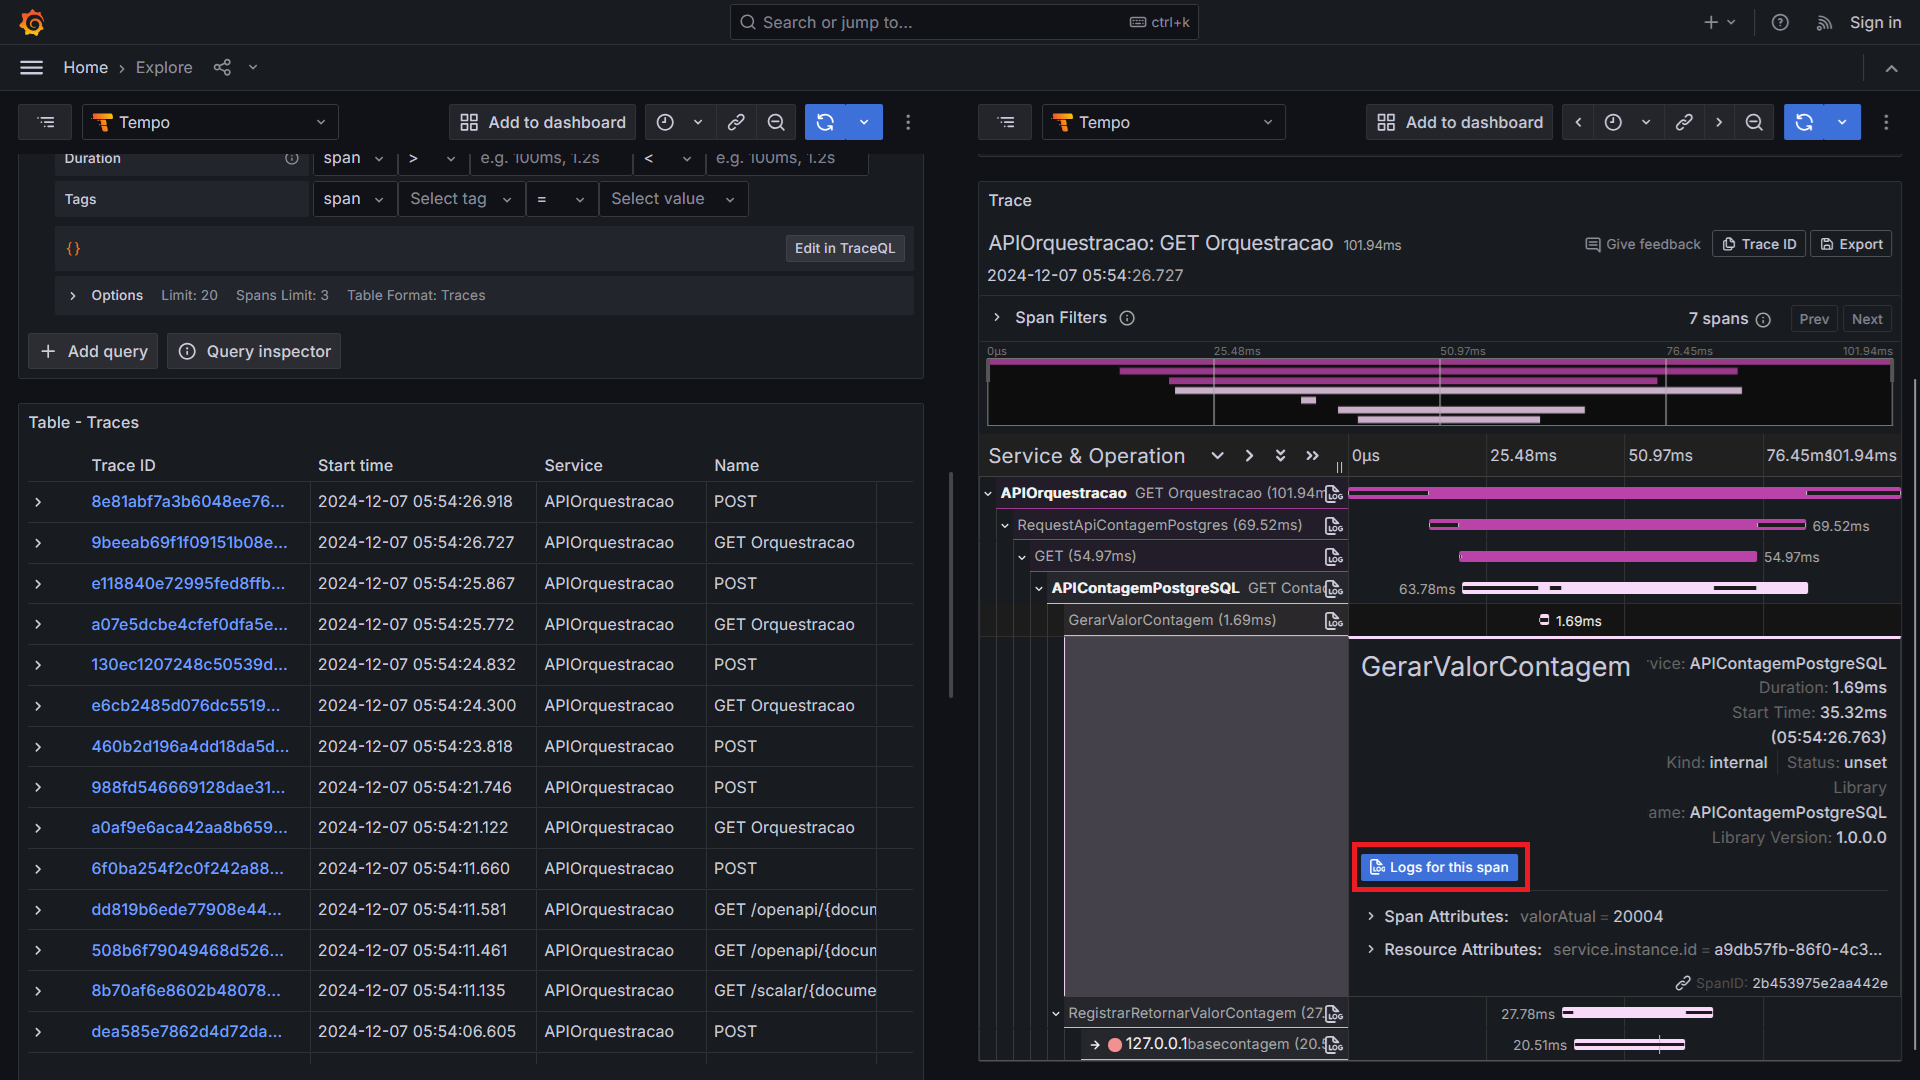 Search or jump to...
ctrl+k
Sign in
Home
Explore
Tempo
Add to dashboard
Duration
span
>
e.g. 100ms, 1.2s
<
e.g. 100ms, 1.2s
Tags
span
Select tag
=
Select value
{}
Edit in TraceQL
Options Limit: 20 Spans Limit: 3 Table Format: Traces
Add query
Query inspector
Table - Traces
Trace ID Start time Service Name
8e81abf7a3b6048ee76... 2024-12-07 05:54:26.918 APIOrquestracao POST
9beeab69f1f09151b08e... 2024-12-07 05:54:26.727 APIOrquestracao GET Orquestracao
e118840e72995fed8ffb... 2024-12-07 05:54:25.867 APIOrquestracao POST
a07e5dcbe4cfef0dfa5e... 2024-12-07 05:54:25.772 APIOrquestracao GET Orquestracao
130ec1207248c50539d... 2024-12-07 05:54:24.832 APIOrquestracao POST
e6cb2485d076dc5519... 2024-12-07 05:54:24.300 APIOrquestracao GET Orquestracao
460b2d196a4dd18da5d... 2024-12-07 05:54:23.818 APIOrquestracao POST
988fd546669128dae31... 2024-12-07 05:54:21.746 APIOrquestracao POST
a0af9e6aca42aa8b659... 2024-12-07 05:54:21.122 APIOrquestracao GET Orquestracao
6f0ba254f2c0f242a88... 2024-12-07 05:54:11.660 APIOrquestracao POST
dd819b6ede77908e44... 2024-12-07 05:54:11.581 APIOrquestracao GET /openapi/{docum
508b6f79049468d526... 2024-12-07 05:54:11.461 APIOrquestracao GET /openapi/{docum
8b70af6e8602b48078... 2024-12-07 05:54:11.135 APIOrquestracao GET /scalar/{docume
dea585e7862d4d72da... 2024-12-07 05:54:06.605 APIOrquestracao POST
Tempo
Add to dashboard
Trace
APIOrquestracao: GET Orquestracao 101.94ms
Give feedback
Trace ID
Export
2024-12-07 05:54:26.727
Span Filters
7 spans
Prev
Next
0μs 25.48ms 50.97ms 76.45ms 101.94ms
Service & Operation
0μs 25.48ms 50.97ms 76.45ms 101.94ms
APIOrquestracao GET Orquestracao (101.94m
LOG
RequestApiContagemPostgres (69.52ms)
LOG
69.52ms
GET (54.97ms)
LOG
54.97ms
APIContagemPostgreSQL GET Conta
LOG
63.78ms
GerarValorContagem (1.69ms)
LOG
1.69ms
GerarValorContagem
vice: APIContagemPostgreSQL
Duration: 1.69ms
Start Time: 35.32ms
(05:54:26.763)
Kind: internal Status: unset
Library
ame: APIContagemPostgreSQL
Library Version: 1.0.0.0
LOG
Logs for this span
Span Attributes: valorAtual = 20004
Resource Attributes: service.instance.id = a9db57fb-86f0-4c3...
SpanID: 2b453975e2aa442e
RegistrarRetornarValorContagem (27.
LOG
27.78ms
127.0.0.1basecontagem (20.5
LOG
20.51ms